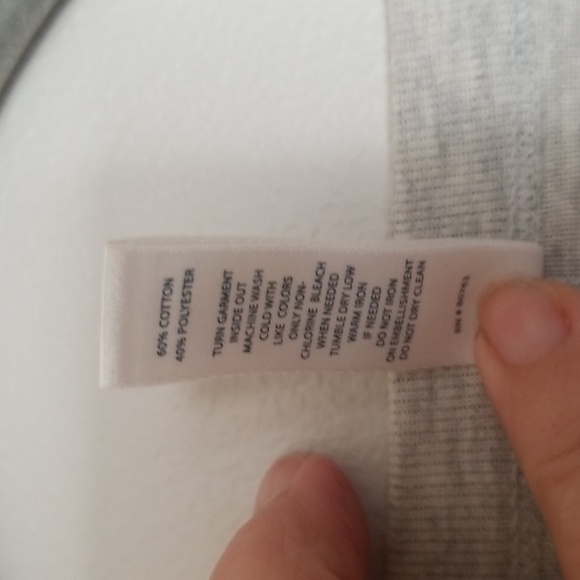 60% COTTON
40% POLYESTER
TURN GARMENT
INSIDE OUT
MACHINE WASH
COLD WITH
LIKE COLORS
ONLY NON-
CHLORINE BLEACH
WHEN NEEDED
TUMBLE DRY LOW
WARM IRON
IF NEEDED
DO NOT IRON
ON EMBELLISHMENT
DO NOT DRY CLEAN